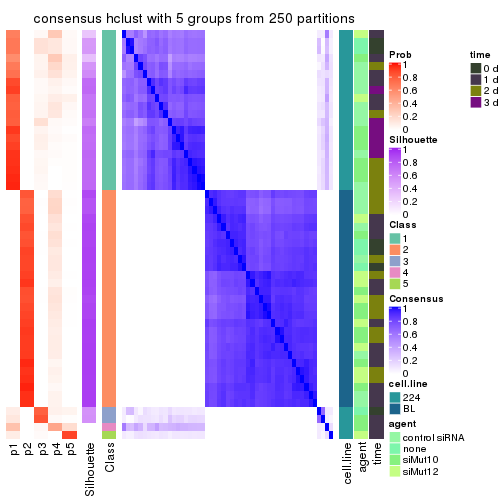 consensus hclust with 5 groups from 250 partitions
Prob
1
0.8
0.6
0.4
0.2
0
Silhouette
1
0.8
0.6
0.4
0.2
0
Class
1
2
3
4
5
Consensus
1
0.8
0.6
0.4
0.2
0
cell.line
224
BL
agent
control siRNA
none
siMut10
siMut12
time
0 d
1 d
2 d
3 d
p1
p2
p3
p4
p5
Silhouette
Class
cell.line
agent
time